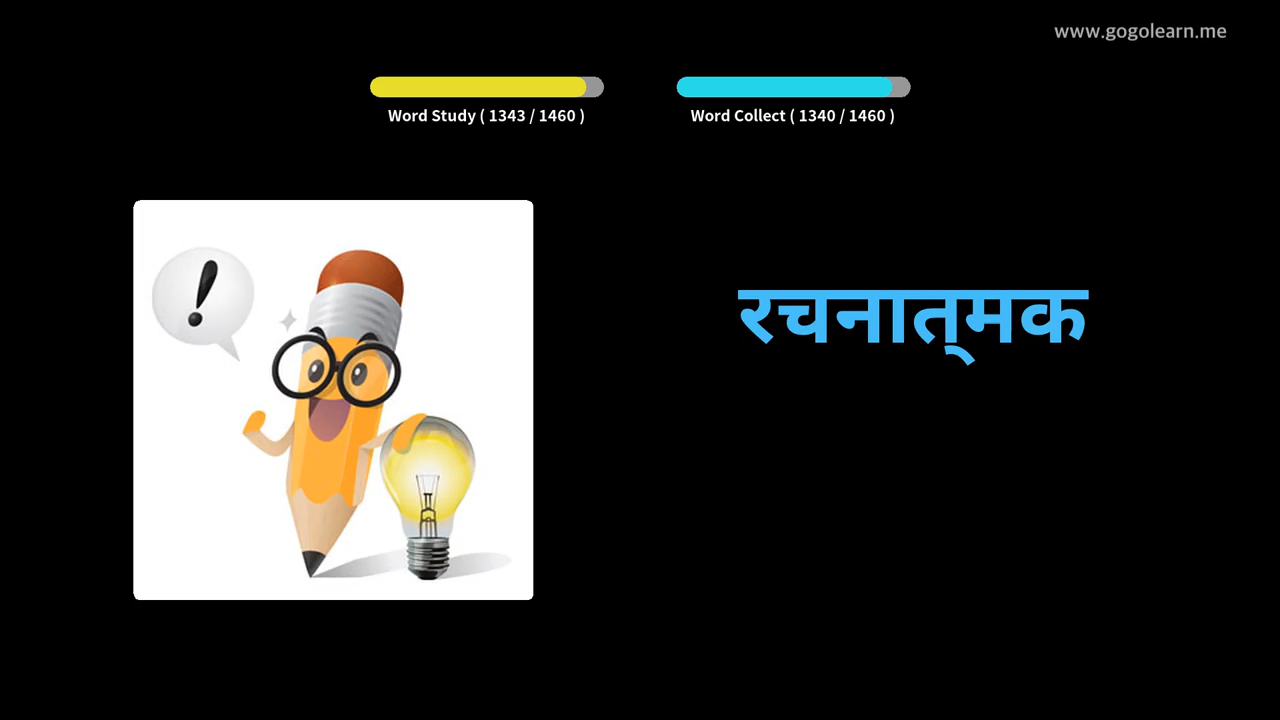 www.gogolearn.me
Word Study ( 1343 / 1460 )
Word Collect ( 1340 / 1460 )
!
रचनात्‍मक